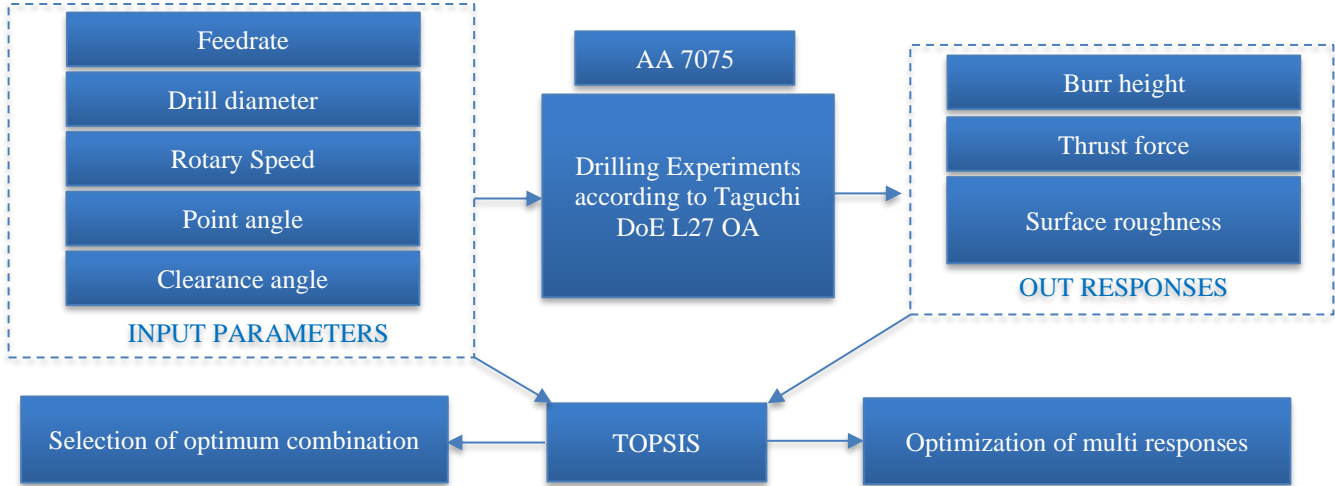 Feedrate
Drill diameter
Rotary Speed
Point angle
Clearance angle
INPUT PARAMETERS
AA 7075
Drilling Experiments
according to Taguchi
DoE L27 OA
Burr height
Thrust force
Surface roughness
OUT RESPONSES
Selection of optimum combination
TOPSIS
Optimization of multi responses